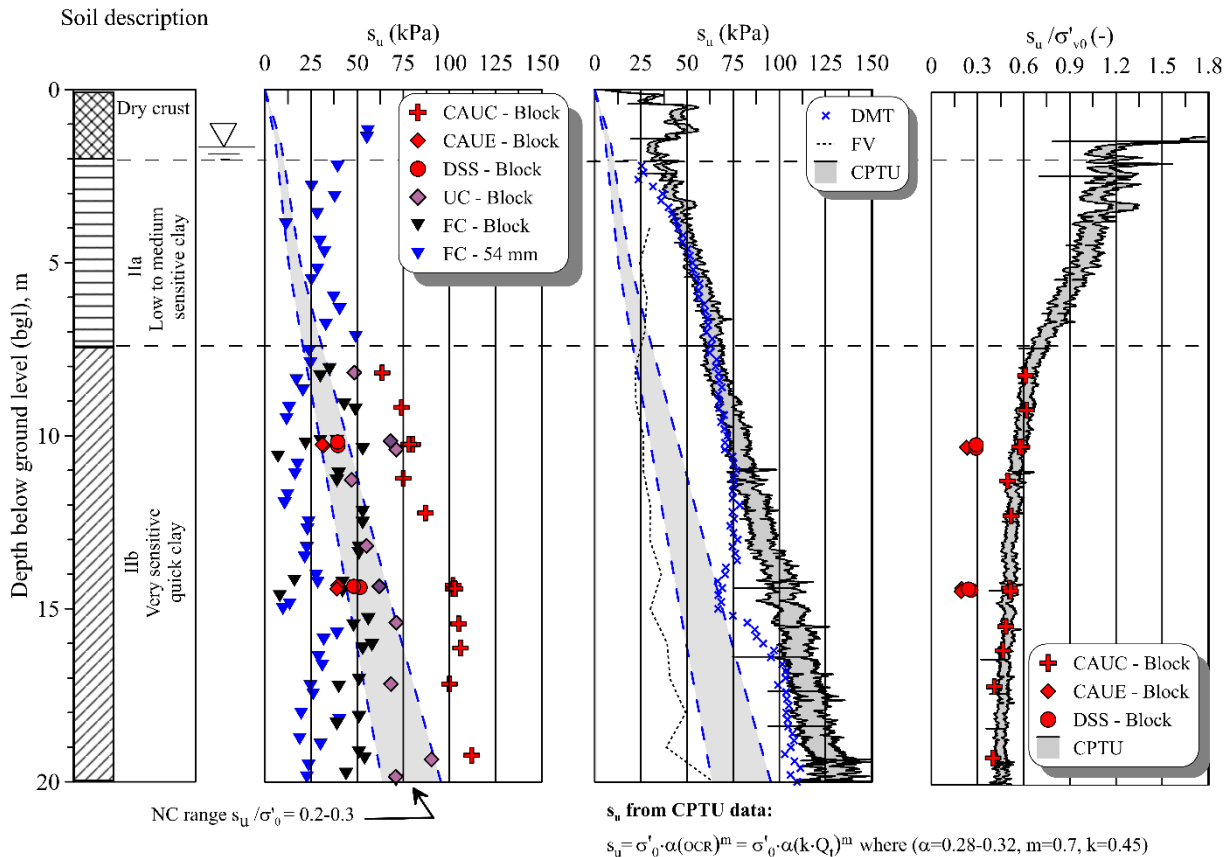 Soil description
s_u (kPa)
0 25 50 75 100 125 150
s_u (kPa)
0 25 50 75 100 125 150
s_u /σ'_v0 (-)
0 0.3 0.6 0.9 1.2 1.5 1.8
Depth below ground level (bgl), m
0
5
10
15
20
Dry crust
IIa
Low to medium
sensitive clay
IIb
Very sensitive
quick clay
CAUC - Block
CAUE - Block
DSS - Block
UC - Block
FC - Block
FC - 54 mm
DMT
FV
CPTU
CAUC - Block
CAUE - Block
DSS - Block
CPTU
NC range s_u /σ'_0 = 0.2-0.3
s_u from CPTU data:
s_u= σ'_0·α(OCR)^m = σ'_0·α(k·Q_t)^m where (α=0.28-0.32, m=0.7, k=0.45)